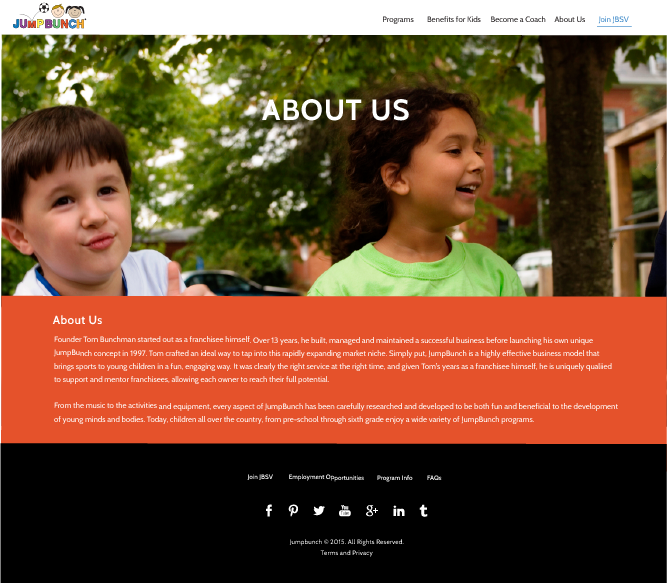 JUMPBUNCH
Programs Benefits for Kids Become a Coach About Us Join JBSV
ABOUT US
About Us
Founder Tom Bunchman started out as a franchisee himself. Over 13 years, he built, managed and maintained a successful business before launching his own unique
JumpBunch concept in 1997. Tom crafted an ideal way to tap into this rapidly expanding market niche. Simply put, JumpBunch is a highly effective business model that
brings sports to young children in a fun, engaging way. It was clearly the right service at the right time, and given Tom's years as a franchisee himself, he is uniquely qualiied
to support and mentor franchisees, allowing each owner to reach their full potential.
From the music to the activities and equipment, every aspect of JumpBunch has been carefully researched and developed to be both fun and beneficial to the development
of young minds and bodies. Today, children all over the country, from pre-school through sixth grade enjoy a wide variety of JumpBunch programs.
Join JBSV Employment Opportunities Program Info FAQs
You Tube g+ in t
Jumpbunch © 2015. All Rights Reserved.
Terms and Privacy